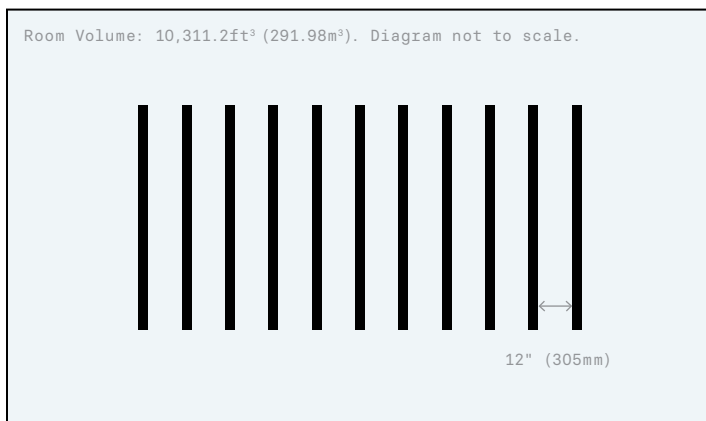 Room Volume: 10,311.2ft³ (291.98m³). Diagram not to scale.
12" (305mm)